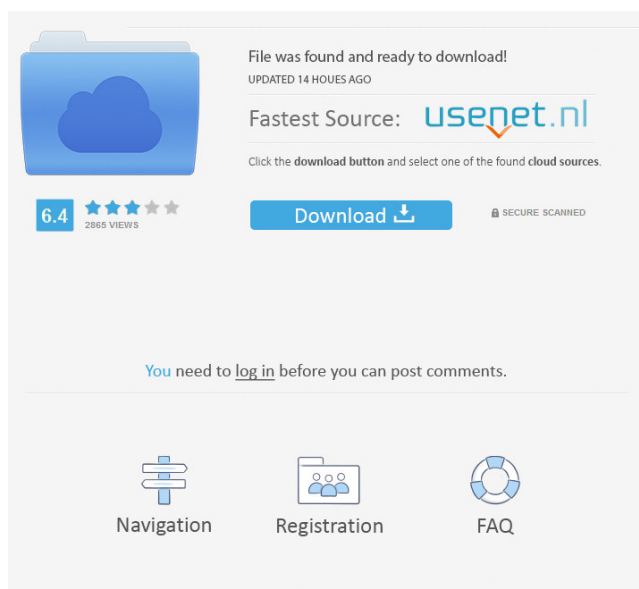 File was found and ready to download!
UPDATED 14 HOUES AGO
Fastest Source: usenet.nl
Click the download button and select one of the found cloud sources.
6.4
2865 VIEWS
Download
SECURE SCANNED
You need to log in before you can post comments.
Navigation Registration FAQ